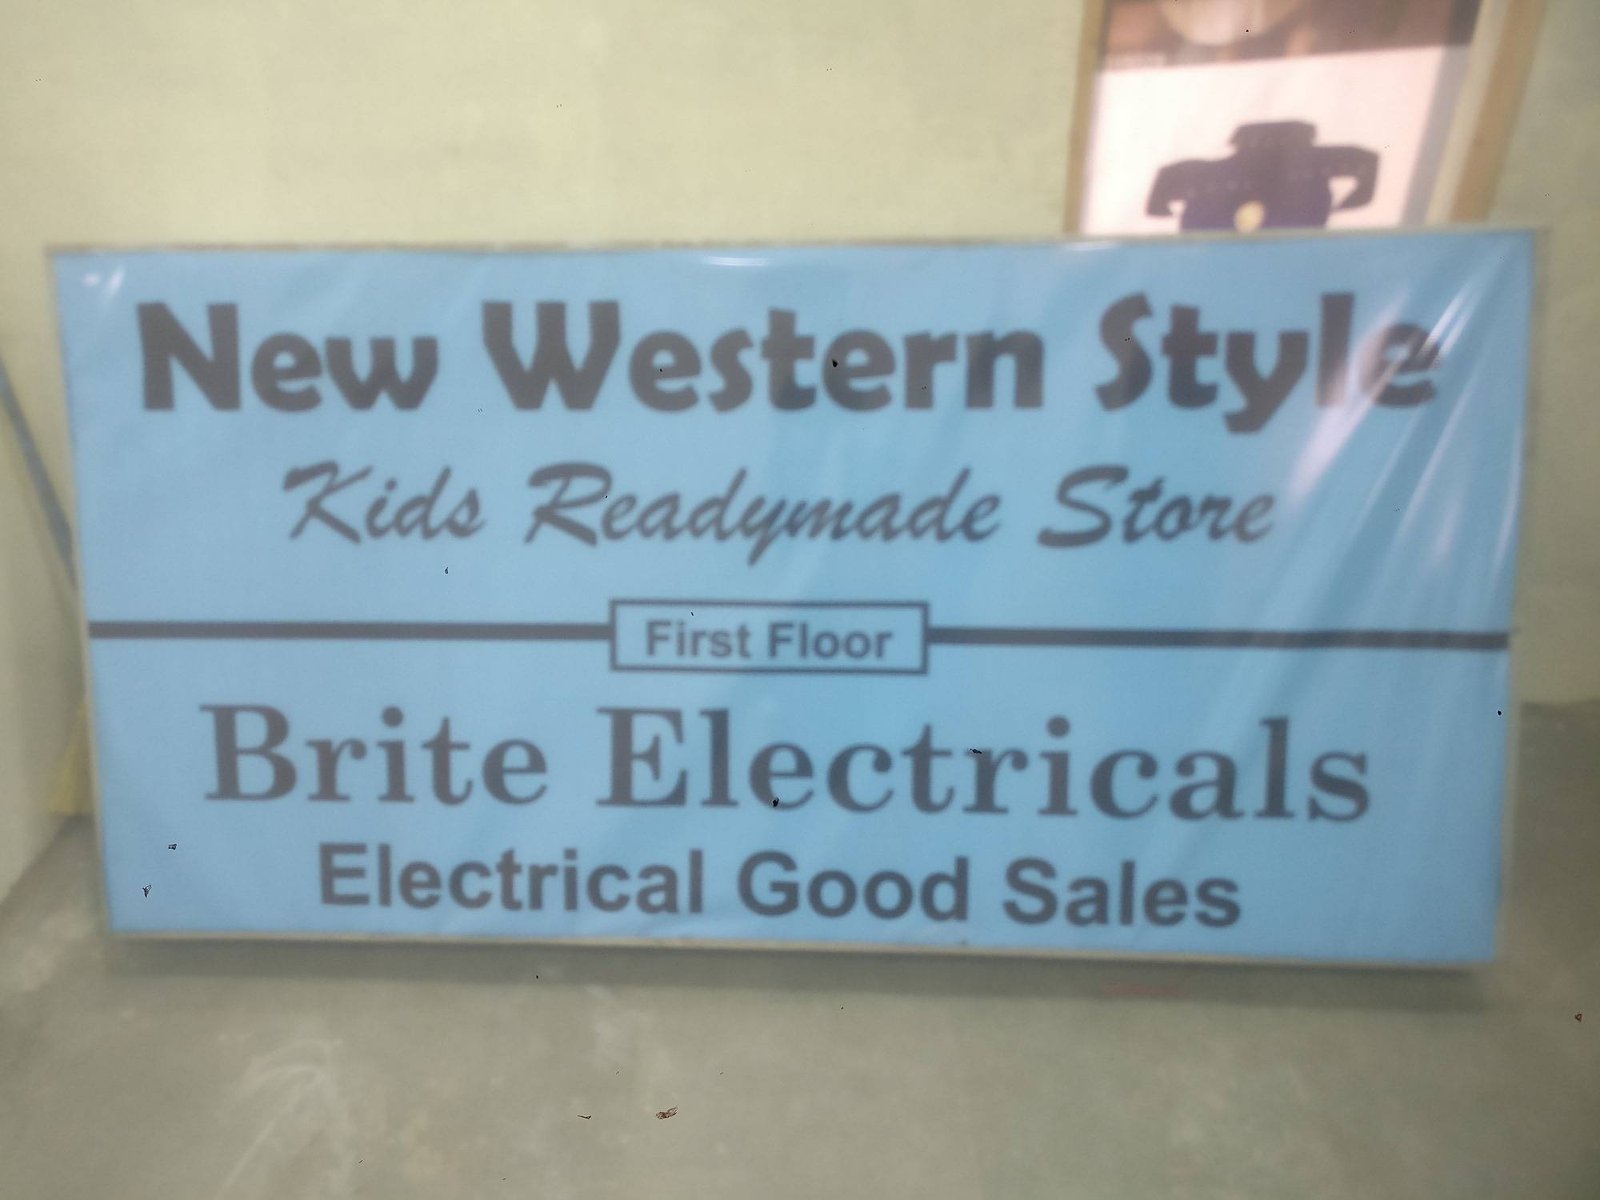 New Western Style
Kids Readymade Store
First Floor
Brite Electricals
Electrical Good Sales